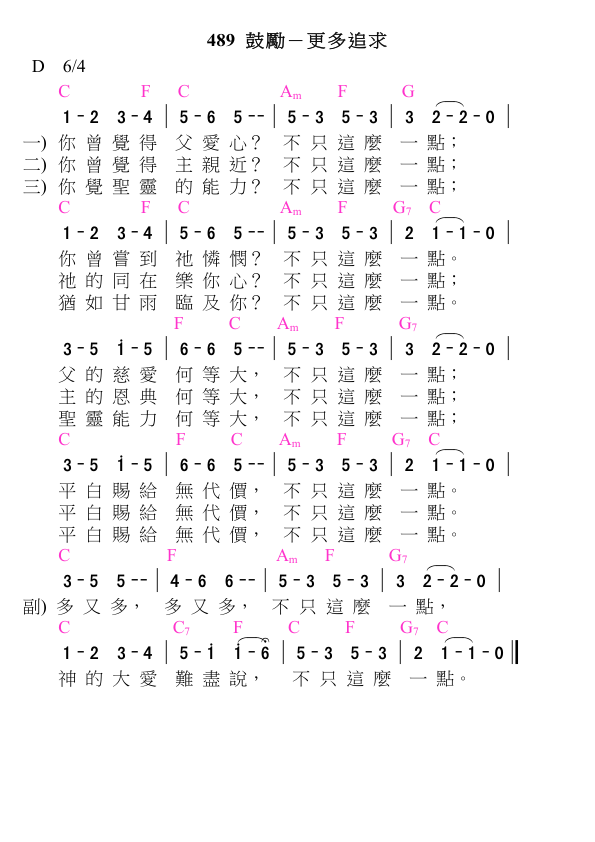 489 鼓勵－更多追求
D 6/4
C F C Am F G
1 - 2 3 - 4 | 5 - 6 5 -- | 5 - 3 5 - 3 | 3 2 - 2 - 0 |
一) 你曾覺得 父愛心？ 不只這麼 一點；
二) 你曾覺得 主親近？ 不只這麼 一點；
三) 你覺聖靈 的能力？ 不只這麼 一點；
C F C Am F G7 C
1 - 2 3 - 4 | 5 - 6 5 -- | 5 - 3 5 - 3 | 2 1 - 1 - 0 |
你曾嘗到 祂憐憫？ 不只這麼 一點。
祂的同在 樂你心？ 不只這麼 一點；
猶如甘雨 臨及你？ 不只這麼 一點。
F C Am F G7
3 - 5 i - 5 | 6 - 6 5 -- | 5 - 3 5 - 3 | 3 2 - 2 - 0 |
父的慈愛 何等大， 不只這麼 一點；
主的恩典 何等大， 不只這麼 一點；
聖靈能力 何等大， 不只這麼 一點；
C F C Am F G7 C
3 - 5 i - 5 | 6 - 6 5 -- | 5 - 3 5 - 3 | 2 1 - 1 - 0 |
平白賜給 無代價， 不只這麼 一點。
平白賜給 無代價， 不只這麼 一點。
平白賜給 無代價， 不只這麼 一點。
C F Am F G7
3 - 5 5 -- | 4 - 6 6 -- | 5 - 3 5 - 3 | 3 2 - 2 - 0 |
副) 多又多， 多又多， 不只這麼 一點，
C C7 F C F G7 C
1 - 2 3 - 4 | 5 - i i - 6 | 5 - 3 5 - 3 | 2 1 - 1 - 0 ‖
神的大愛 難盡說， 不只這麼 一點。